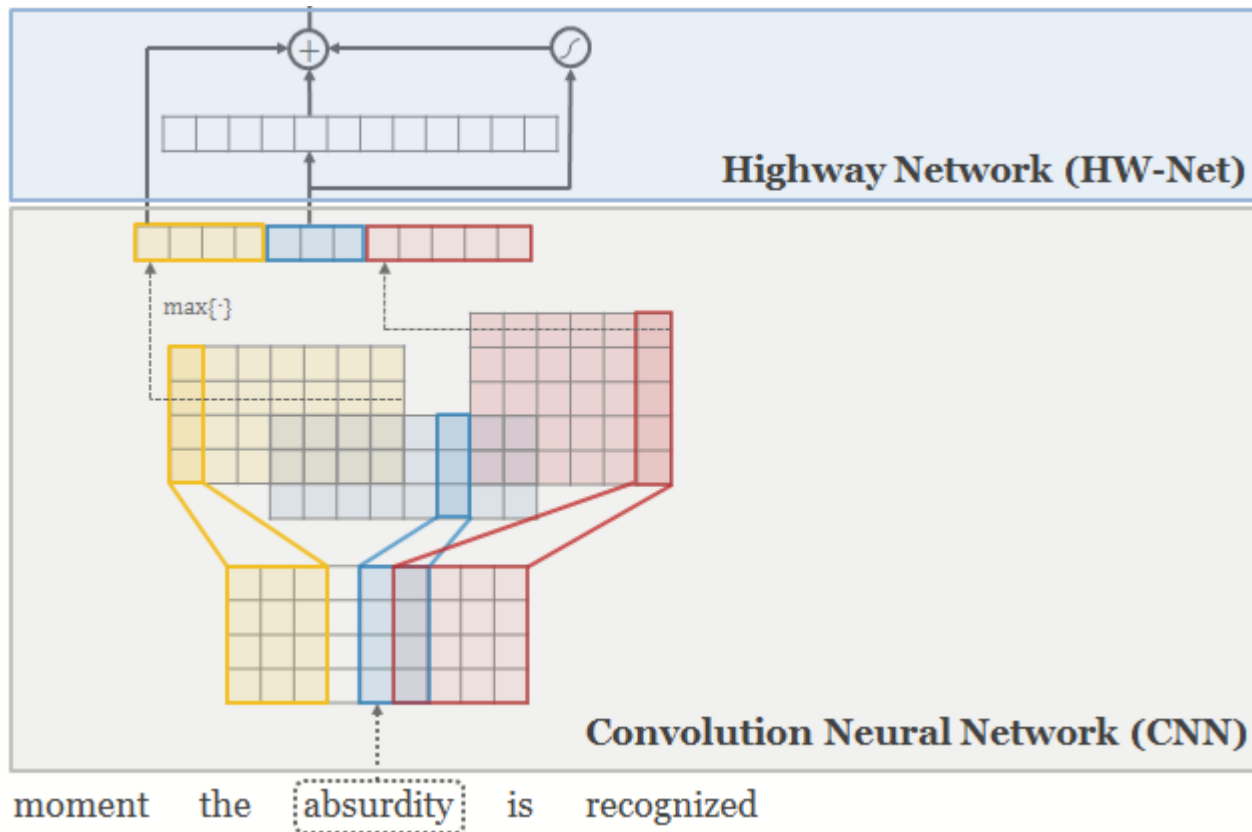 +
Highway Network (HW-Net)
max{·}
Convolution Neural Network (CNN)
moment the absurdity is recognized